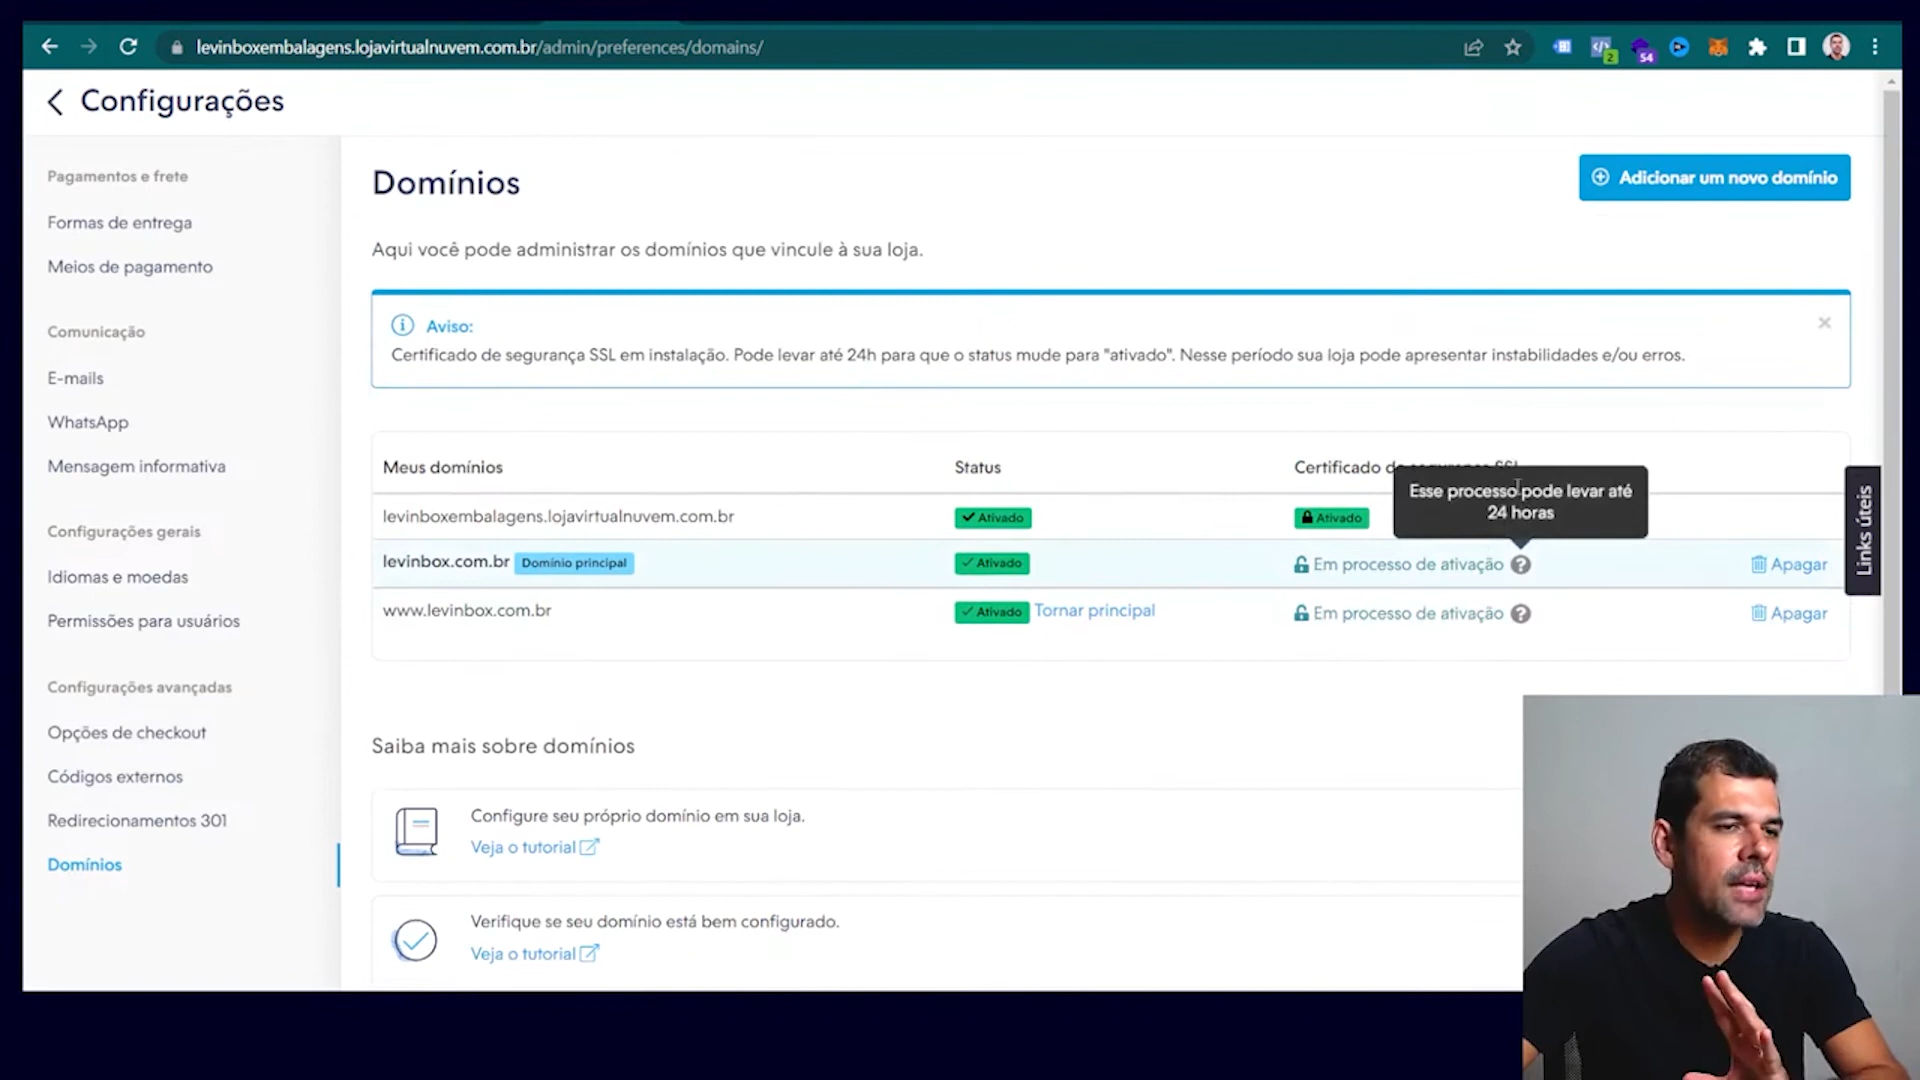 levinboxembalagens.lojavirtualnuvem.com.br/admin/preferences/domains/
2
54
Configurações
Pagamentos e frete
Formas de entrega
Meios de pagamento
Comunicação
E-mails
WhatsApp
Mensagem informativa
Configurações gerais
Idiomas e moedas
Permissões para usuários
Configurações avançadas
Opções de checkout
Códigos externos
Redirecionamentos 301
Domínios
Domínios
Adicionar um novo domínio
Aqui você pode administrar os domínios que vincule à sua loja.
Aviso:
Certificado de segurança SSL em instalação. Pode levar até 24h para que o status mude para "ativado". Nesse período sua loja pode apresentar instabilidades e/ou erros.
Meus domínios Status Certificado de segurança SSL
Esse processo pode levar até
24 horas
levinboxembalagens.lojavirtualnuvem.com.br Ativado Ativado
levinbox.com.br Domínio principal Ativado Em processo de ativação ? Apagar
www.levinbox.com.br Ativado Tornar principal Em processo de ativação ? Apagar
Links úteis
Saiba mais sobre domínios
Configure seu próprio domínio em sua loja.
Veja o tutorial
Verifique se seu domínio está bem configurado.
Veja o tutorial